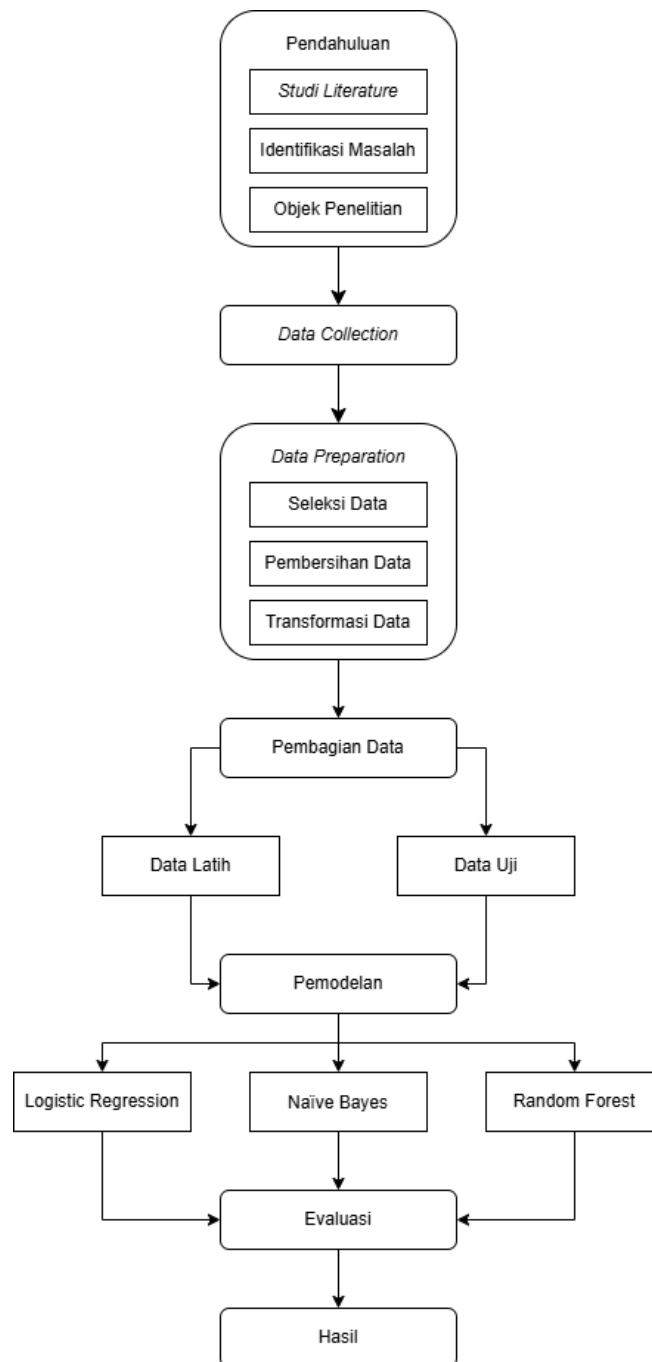 Pendahuluan
Studi Literature
Identifikasi Masalah
Objek Penelitian
Data Collection
Data Preparation
Seleksi Data
Pembersihan Data
Transformasi Data
Pembagian Data
Data Latih
Data Uji
Pemodelan
Logistic Regression
Naïve Bayes
Random Forest
Evaluasi
Hasil